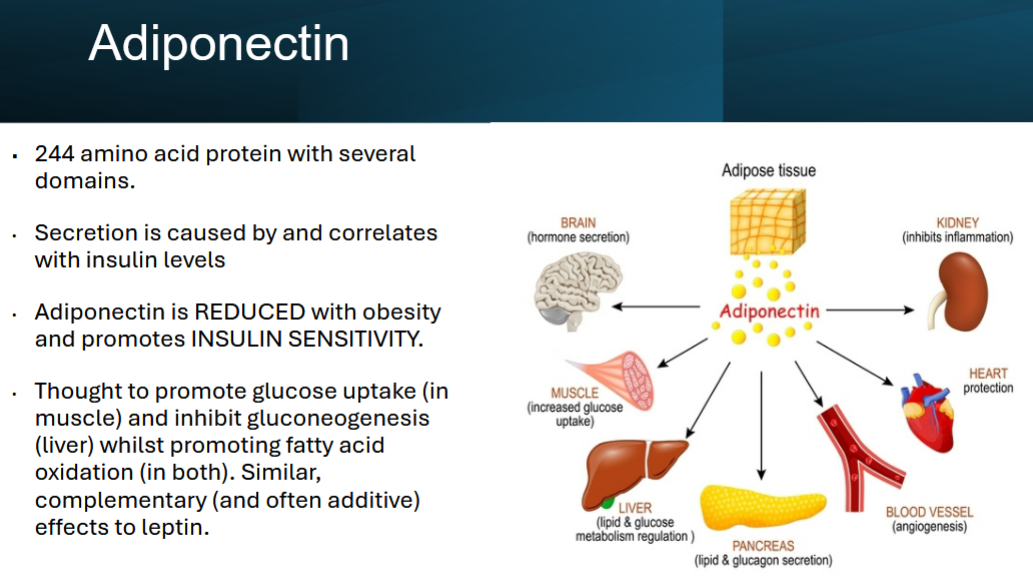 Adiponectin
244 amino acid protein with several
domains.
Secretion is caused by and correlates
with insulin levels
Adiponectin is REDUCED with obesity
and promotes INSULIN SENSITIVITY.
Thought to promote glucose uptake (in
muscle) and inhibit gluconeogenesis
(liver) whilst promoting fatty acid
oxidation (in both). Similar,
complementary (and often additive)
effects to leptin.
Adipose tissue
BRAIN
(hormone secretion)
KIDNEY
(inhibits inflammation)
Adiponectin
MUSCLE
(increased glucose
uptake)
HEART
protection
LIVER
(lipid & glucose
metabolism regulation )
PANCREAS
(lipid & glucagon secretion)
BLOOD VESSEL
(angiogenesis)